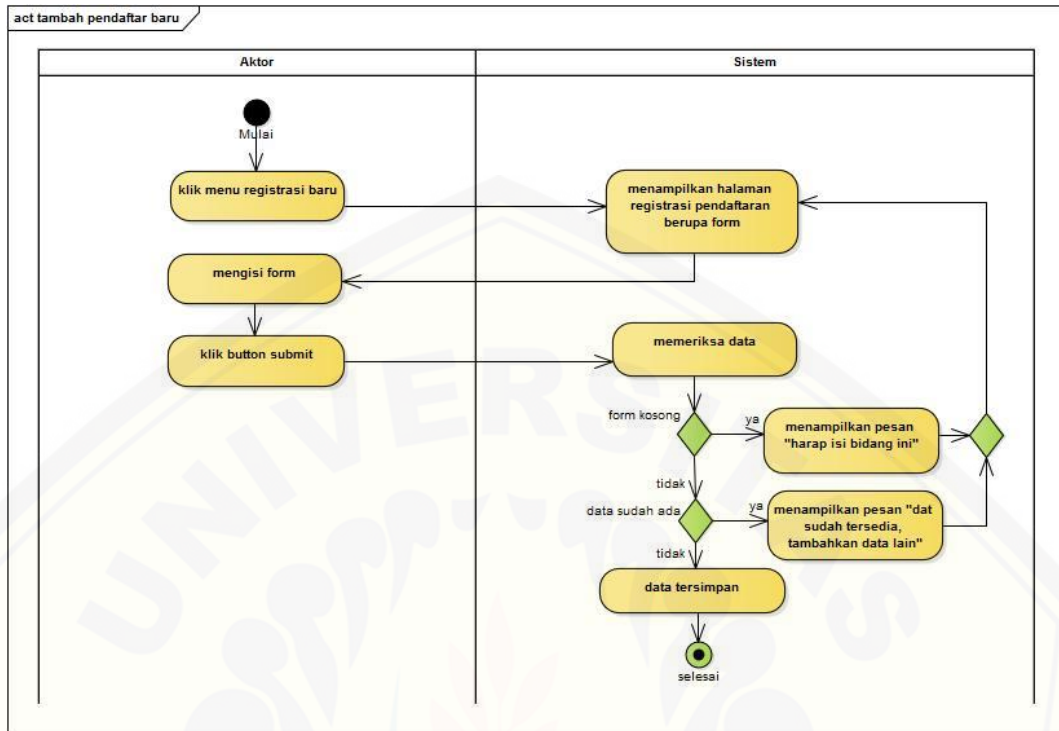 act tambah pendaftar baru
Aktor
Sistem
Mulai
klik menu registrasi baru
menampilkan halaman
registrasi pendaftaran
berupa form
mengisi form
klik button submit
memeriksa data
form kosong
ya
menampilkan pesan
"harap isi bidang ini"
tidak
data sudah ada
ya
menampilkan pesan "dat
sudah tersedia,
tambahkan data lain"
tidak
data tersimpan
selesai
UNIVERSITAS